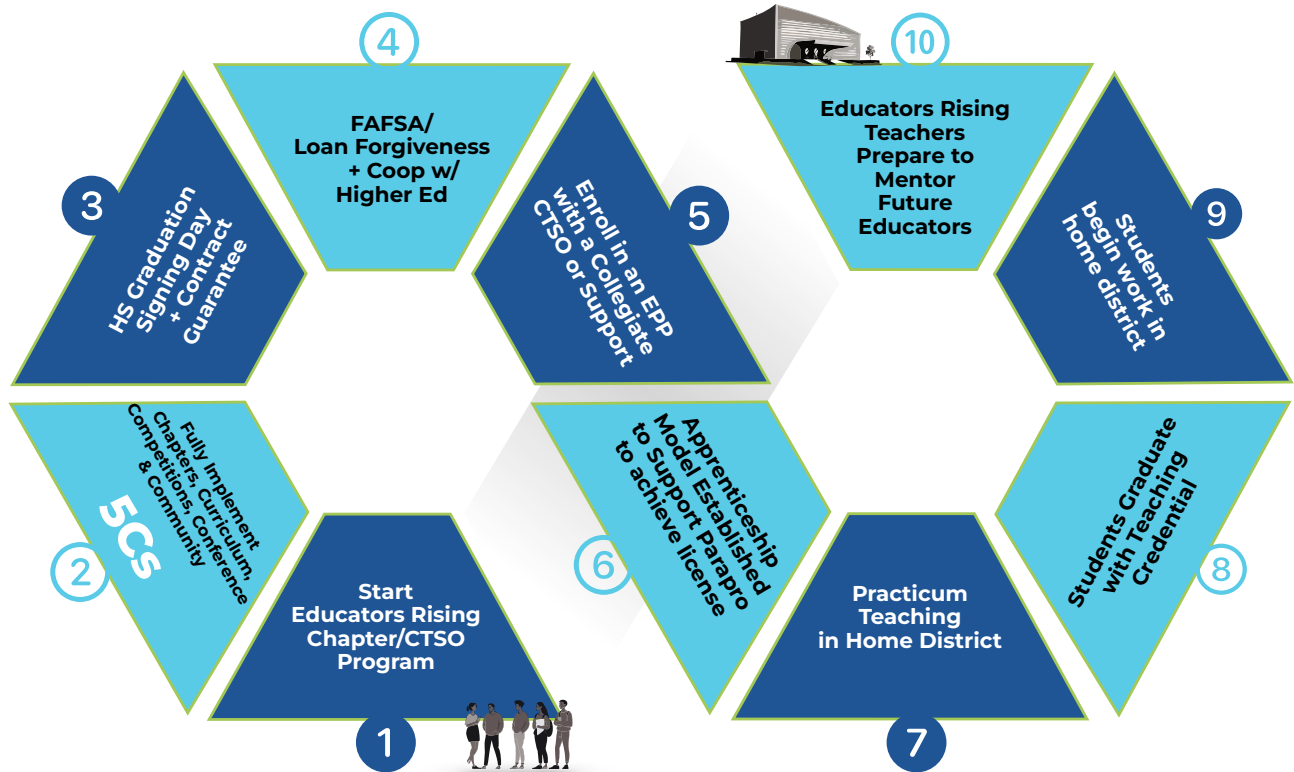 1
Start
Educators Rising
Chapter/CTSO
Program
2
5Cs
Fully Implement
Chapters, Curriculum,
Competitions, Conference
& Community
3
HS Graduation
Signing Day
+ Contract
Guarantee
4
FAFSA/
Loan Forgiveness
+ Coop w/
Higher Ed
5
Enroll in an EPP
with a Collegiate
CTSO or Support
6
Apprenticeship
Model Established
to Support Parapro
to achieve license
7
Practicum
Teaching
in Home District
8
Students Graduate
with Teaching
Credential
9
Students
begin work in
home district
10
Educators Rising
Teachers
Prepare to
Mentor
Future
Educators